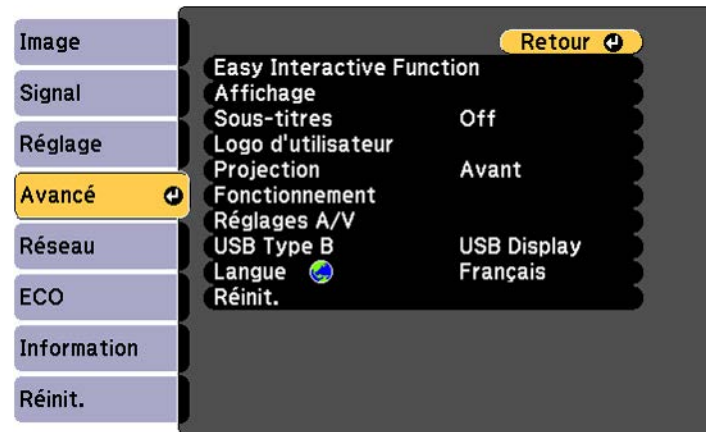 Image
Signal
Réglage
Avancé
Réseau
ECO
Information
Réinit.
Retour
Easy Interactive Function
Affichage
Sous-titres Off
Logo d'utilisateur
Projection Avant
Fonctionnement
Réglages A/V
USB Type B USB Display
Langue Français
Réinit.